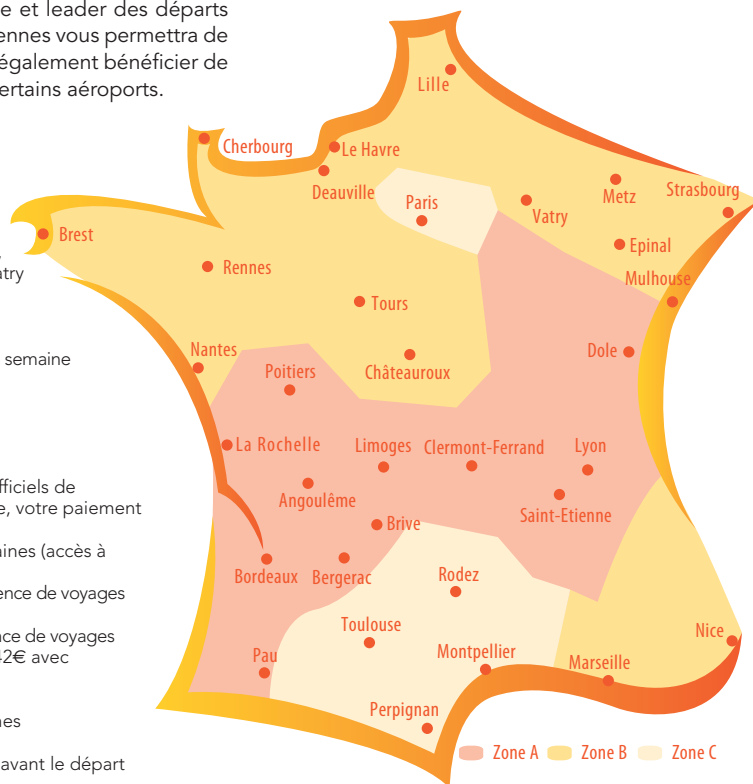 e et leader des départs
ennes vous permettra de
également bénéficier de
ertains aéroports.
Lille
Cherbourg
Le Havre
Deauville
Paris
Metz
Strasbourg
Vatry
Brest
Epinal
Rennes
atry
Mulhouse
Tours
Nantes
semaine
Poitiers
Châteauroux
Dole
La Rochelle
Limoges
Clermont-Ferrand
Lyon
fficiels de
Angoulême
e, votre paiement
Saint-Etienne
Brive
aines (accès à
Bordeaux
Bergerac
Rodez
ence de voyages
Toulouse
nce de voyages
Nice
Montpellier
42€ avec
Pau
Marseille
Perpignan
nes
Zone A
Zone B
Zone C
avant le départ